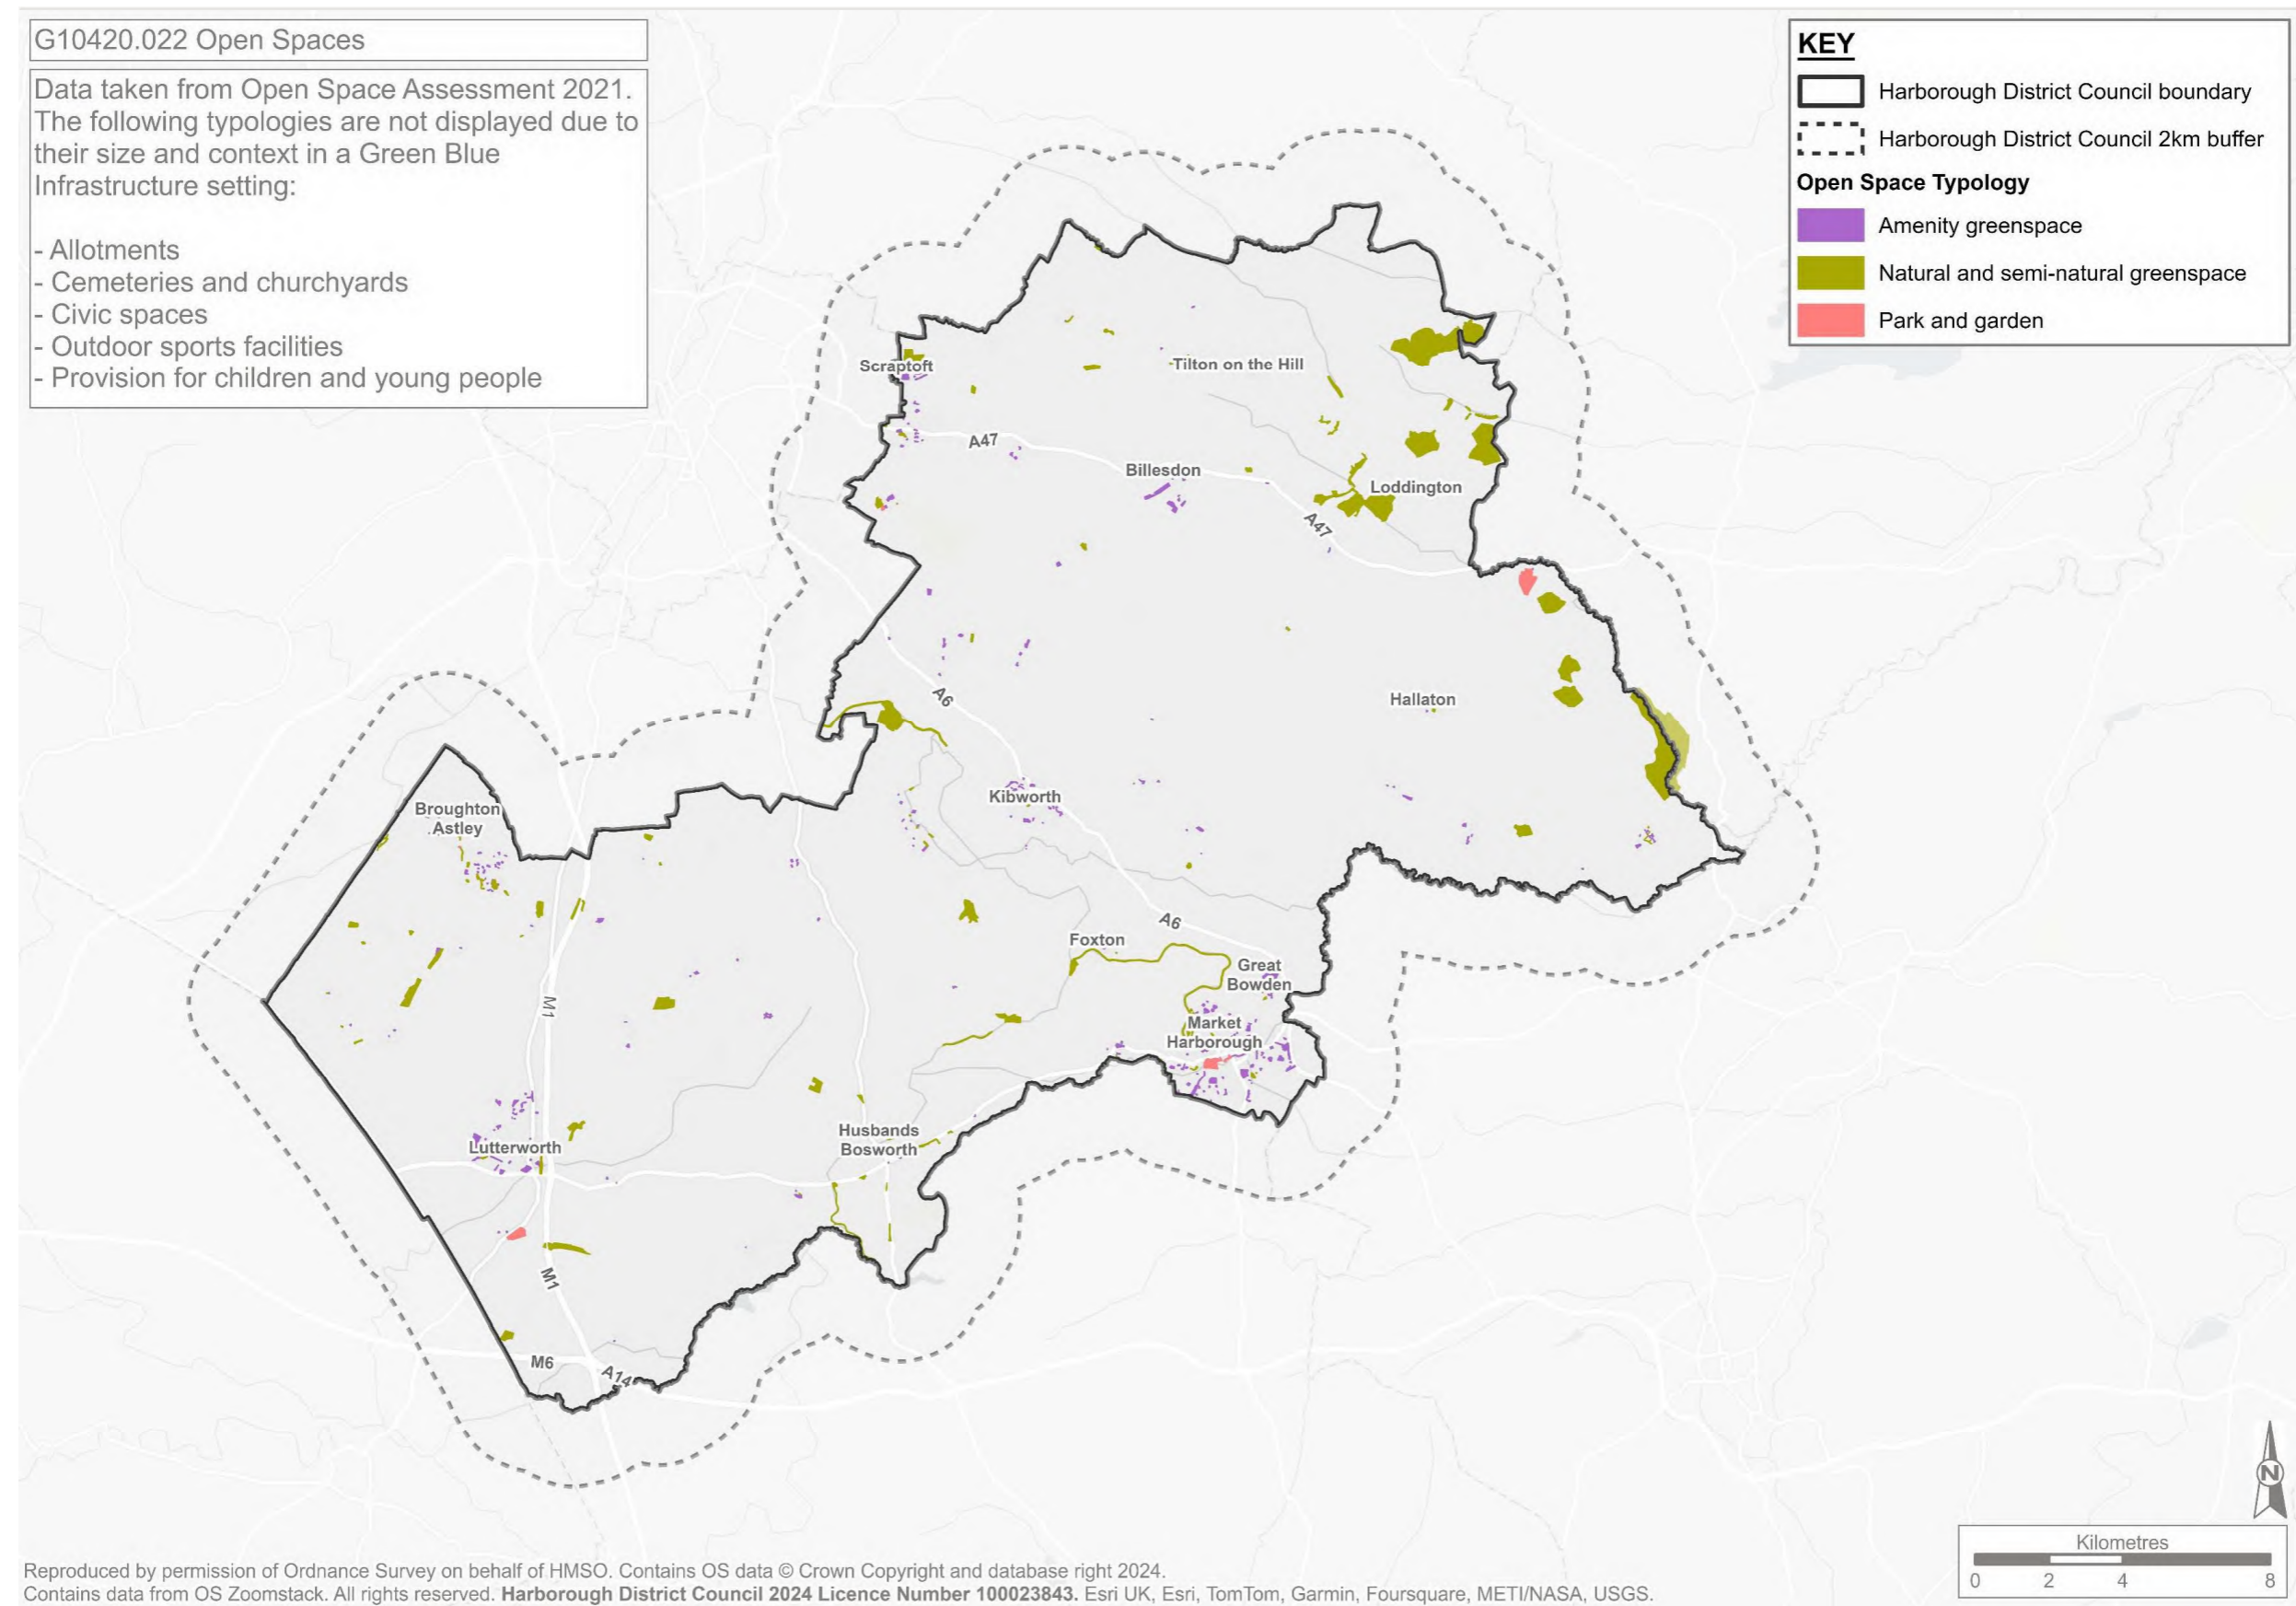 G10420.022 Open Spaces
Data taken from Open Space Assessment 2021.
The following typologies are not displayed due to
their size and context in a Green Blue
Infrastructure setting:
- Allotments
- Cemeteries and churchyards
- Civic spaces
- Outdoor sports facilities
- Provision for children and young people
KEY
Harborough District Council boundary
Harborough District Council 2km buffer
Open Space Typology
Amenity greenspace
Natural and semi-natural greenspace
Park and garden
Scraptoft
Tilton on the Hill
A47
Billesdon
Loddington
A47
A6
Hallaton
Broughton
Astley
Kibworth
A6
Foxton
Great
Bowden
M1
Market
Harborough
Lutterworth
Husbands
Bosworth
M1
M6
A14
N
Kilometres
0 2 4 8
Reproduced by permission of Ordnance Survey on behalf of HMSO. Contains OS data © Crown Copyright and database right 2024.
Contains data from OS Zoomstack. All rights reserved. Harborough District Council 2024 Licence Number 100023843. Esri UK, Esri, TomTom, Garmin, Foursquare, METI/NASA, USGS.